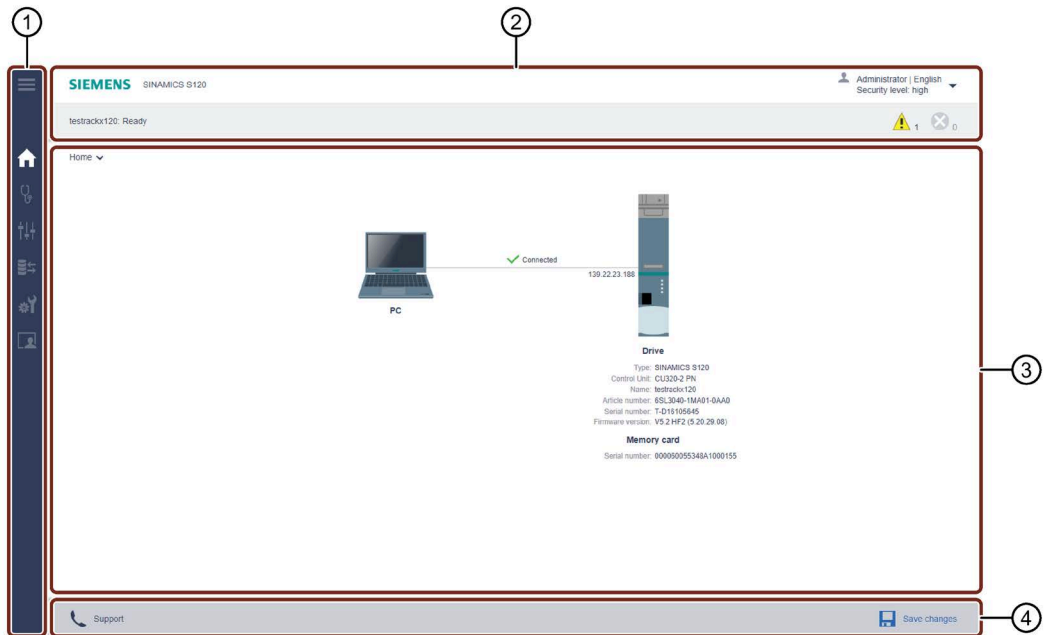 1
2
SIEMENS SINAMICS S120
Administrator | English
Security level: high
testrackx120: Ready
1
0
Home
Connected
139.22.23.188
PC
Drive
Type: SINAMICS S120
Control Unit: CU320-2 PN
Name: testrackx120
Article number: 6SL3040-1MA01-0AA0
Serial number: T-D16105645
Firmware version: V5.2 HF2 (5.20.29.08)
3
Memory card
Serial number: 000060055348A1000155
Support
Save changes
4